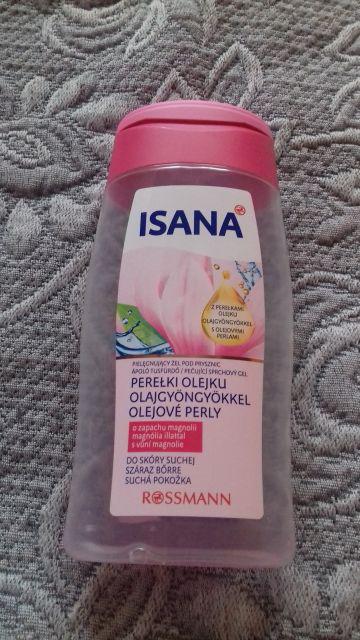 ISANA
Z PEREŁKAMI
OLEJKU
OLAJGYÖNGYÖKKEL
S OLEJOVÝMI
PERLAMI
PIELĘGNUJĄCY ŻEL POD PRYSZNIC
ÁPOLÓ TUSFÜRDŐ / PEČUJÍCÍ SPRCHOVÝ GEL
PEREŁKI OLEJKU
OLAJGYÖNGYÖKKEL
OLEJOVÉ PERLY
o zapachu magnolii
magnólia illattal
s vůní magnolie
DO SKÓRY SUCHEJ
SZÁRAZ BŐRRE
SUCHÁ POKOŽKA
ROSSMANN